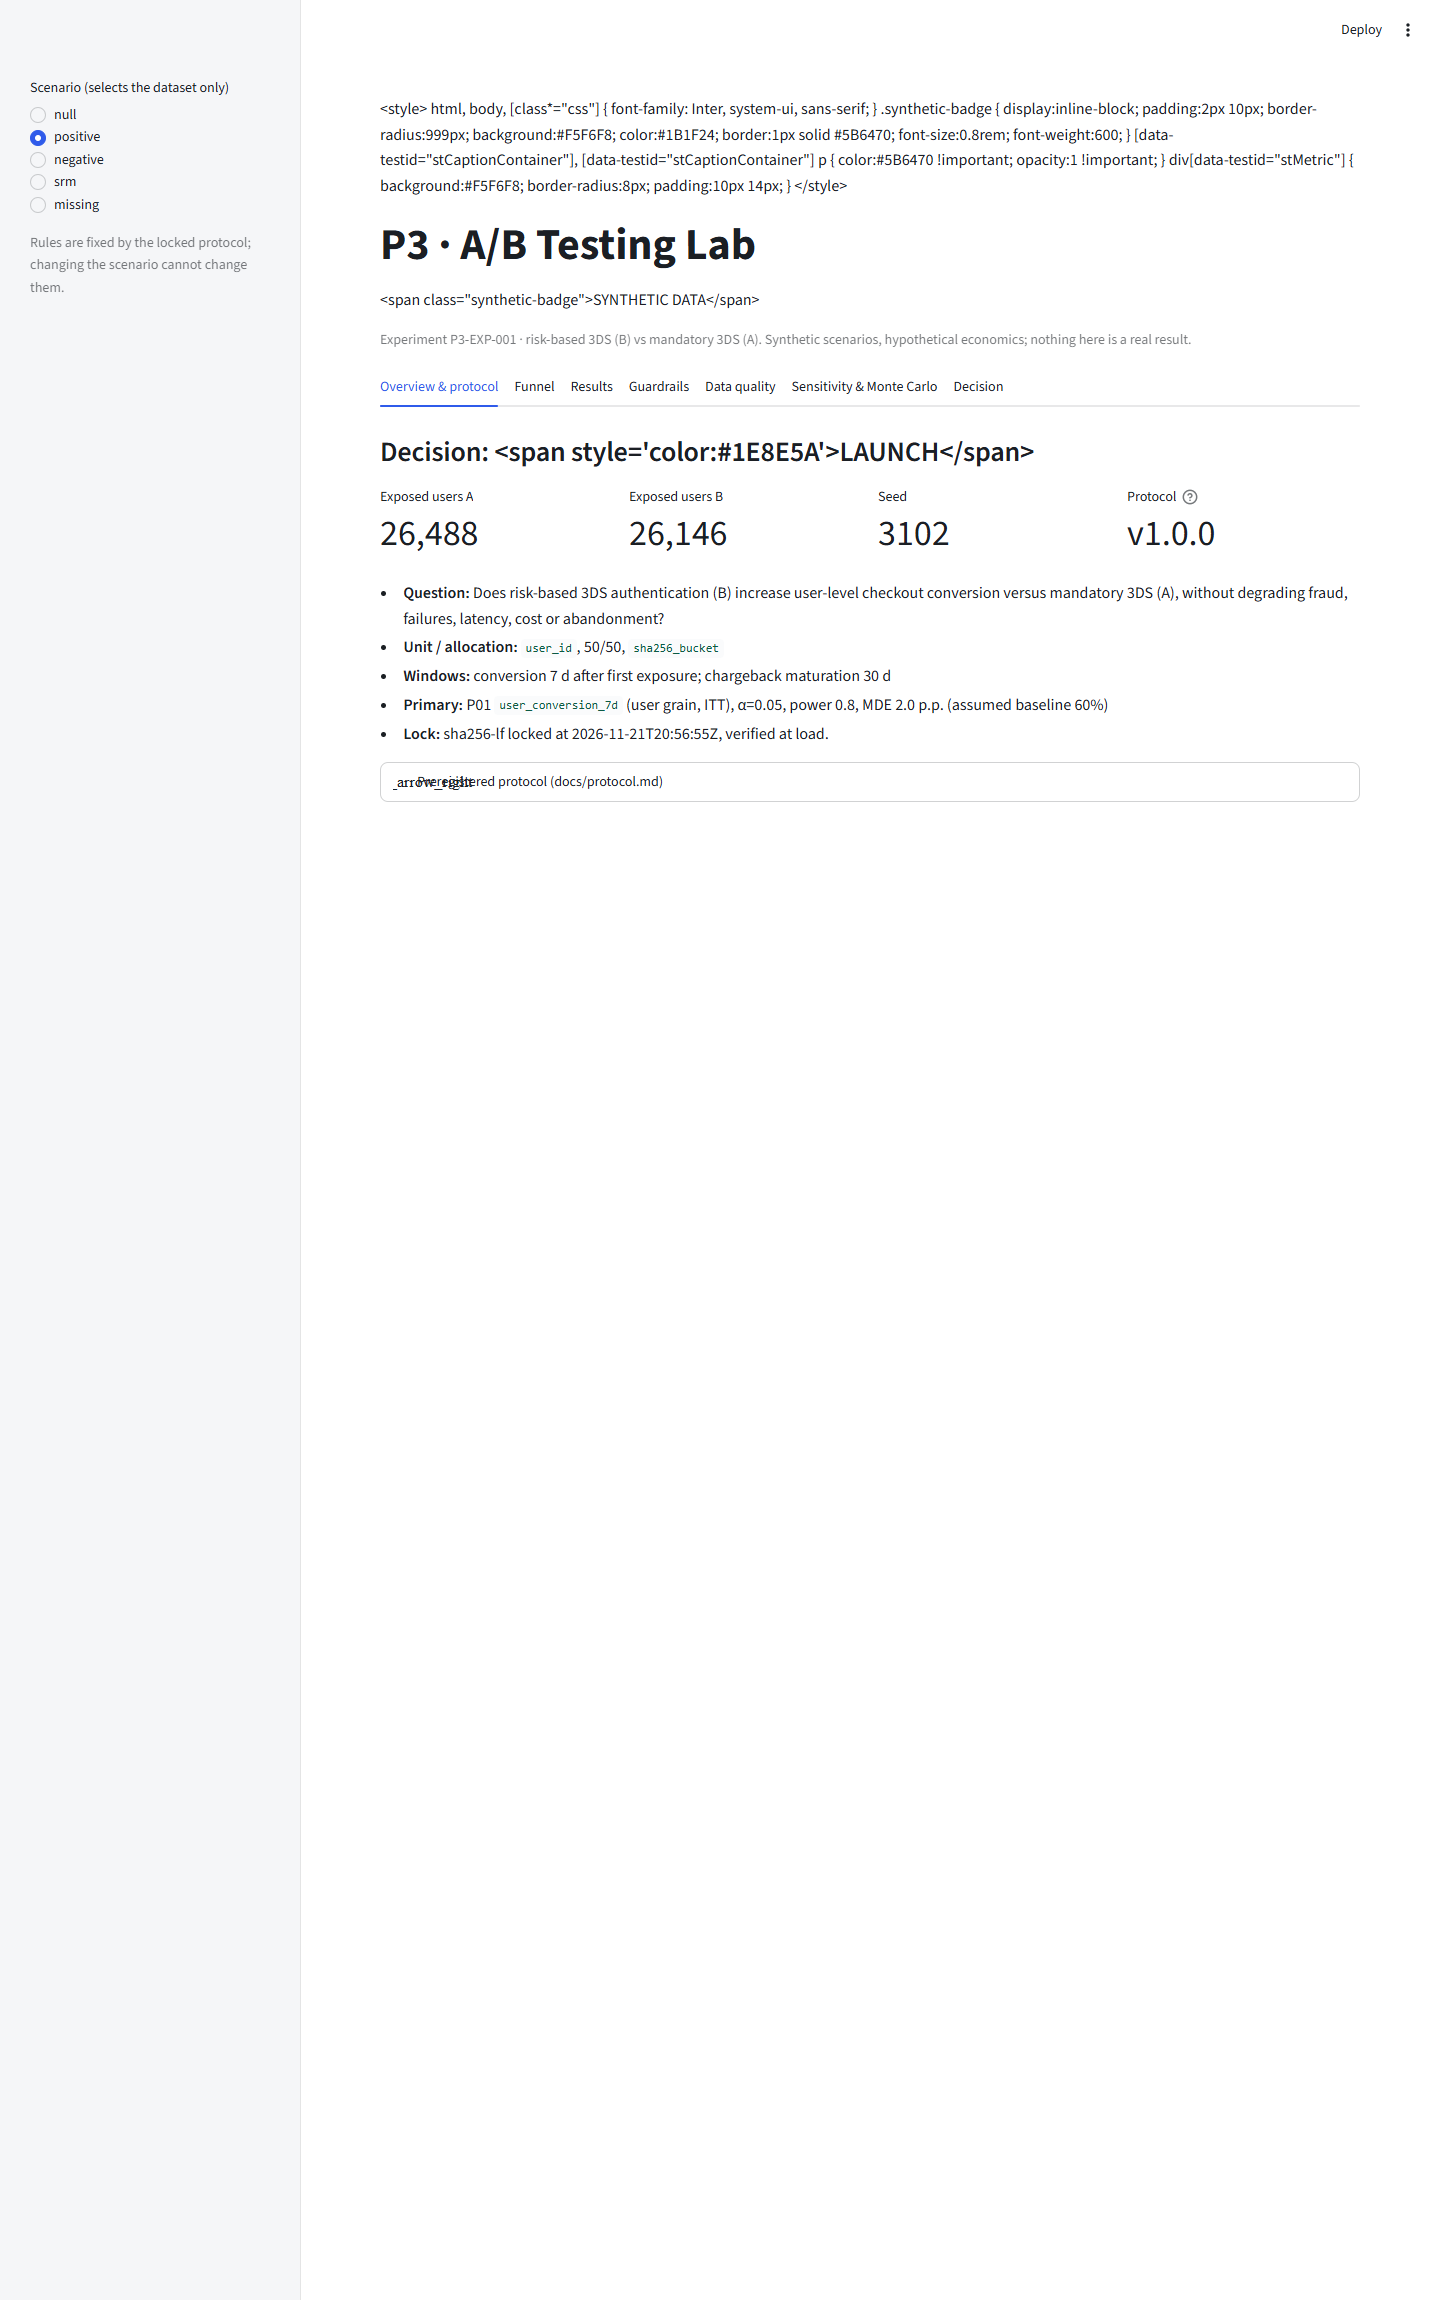 Deploy
Scenario (selects the dataset only)
null
positive
negative
srm
missing
Rules are fixed by the locked protocol;
changing the scenario cannot change
them.
<style> html, body, [class*="css"] { font-family: Inter, system-ui, sans-serif; } .synthetic-badge { display:inline-block; padding:2px 10px; border-
radius:999px; background:#F5F6F8; color:#1B1F24; border:1px solid #5B6470; font-size:0.8rem; font-weight:600; } [data-
testid="stCaptionContainer"], [data-testid="stCaptionContainer"] p { color:#5B6470 !important; opacity:1 !important; } div[data-testid="stMetric"] {
background:#F5F6F8; border-radius:8px; padding:10px 14px; } </style>
P3 · A/B Testing Lab
<span class="synthetic-badge">SYNTHETIC DATA</span>
Experiment P3-EXP-001 · risk-based 3DS (B) vs mandatory 3DS (A). Synthetic scenarios, hypothetical economics; nothing here is a real result.
Overview & protocol Funnel Results Guardrails Data quality Sensitivity & Monte Carlo Decision
Decision: <span style='color:#1E8E5A'>LAUNCH</span>
Exposed users A Exposed users B Seed Protocol
26,488 26,146 3102 v1.0.0
• Question: Does risk-based 3DS authentication (B) increase user-level checkout conversion versus mandatory 3DS (A), without degrading fraud,
failures, latency, cost or abandonment?
• Unit / allocation: user_id , 50/50, sha256_bucket
• Windows: conversion 7 d after first exposure; chargeback maturation 30 d
• Primary: P01 user_conversion_7d (user grain, ITT), α=0.05, power 0.8, MDE 2.0 p.p. (assumed baseline 60%)
• Lock: sha256-lf locked at 2026-11-21T20:56:55Z, verified at load.
_arrow_right Preregistered protocol (docs/protocol.md)